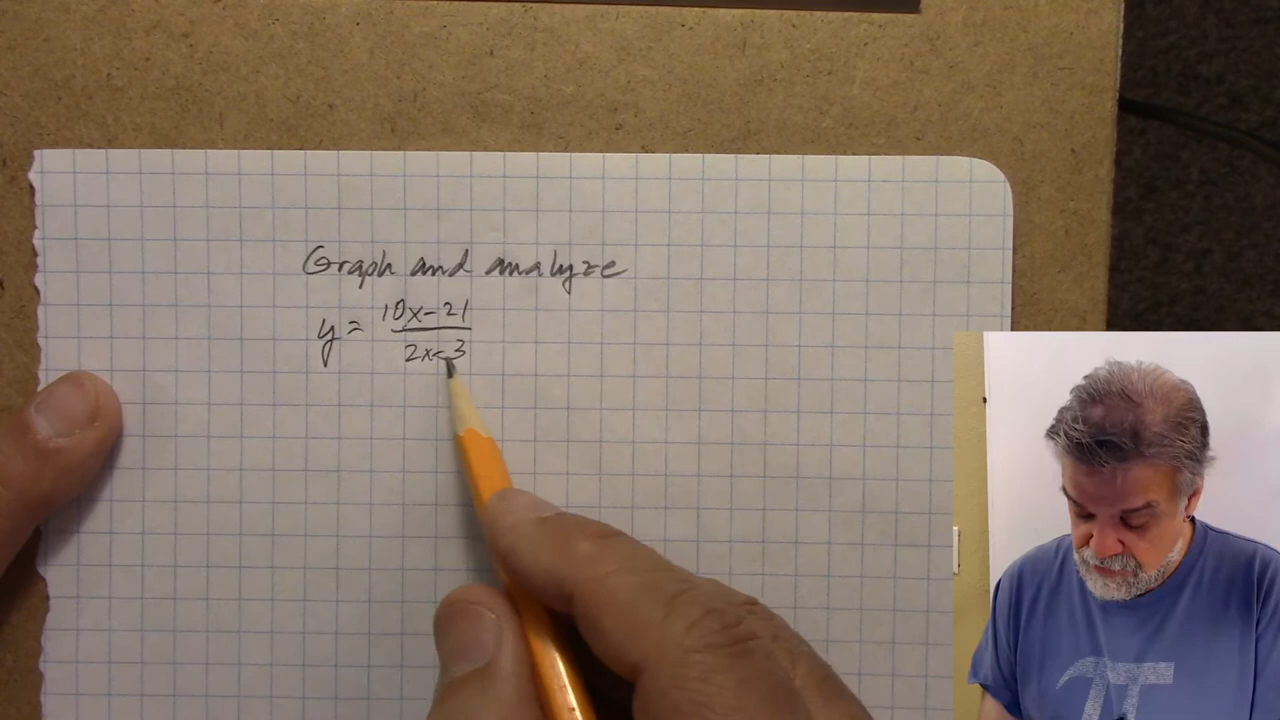 Graph and analyze
y = 10x-21
2x-3
π